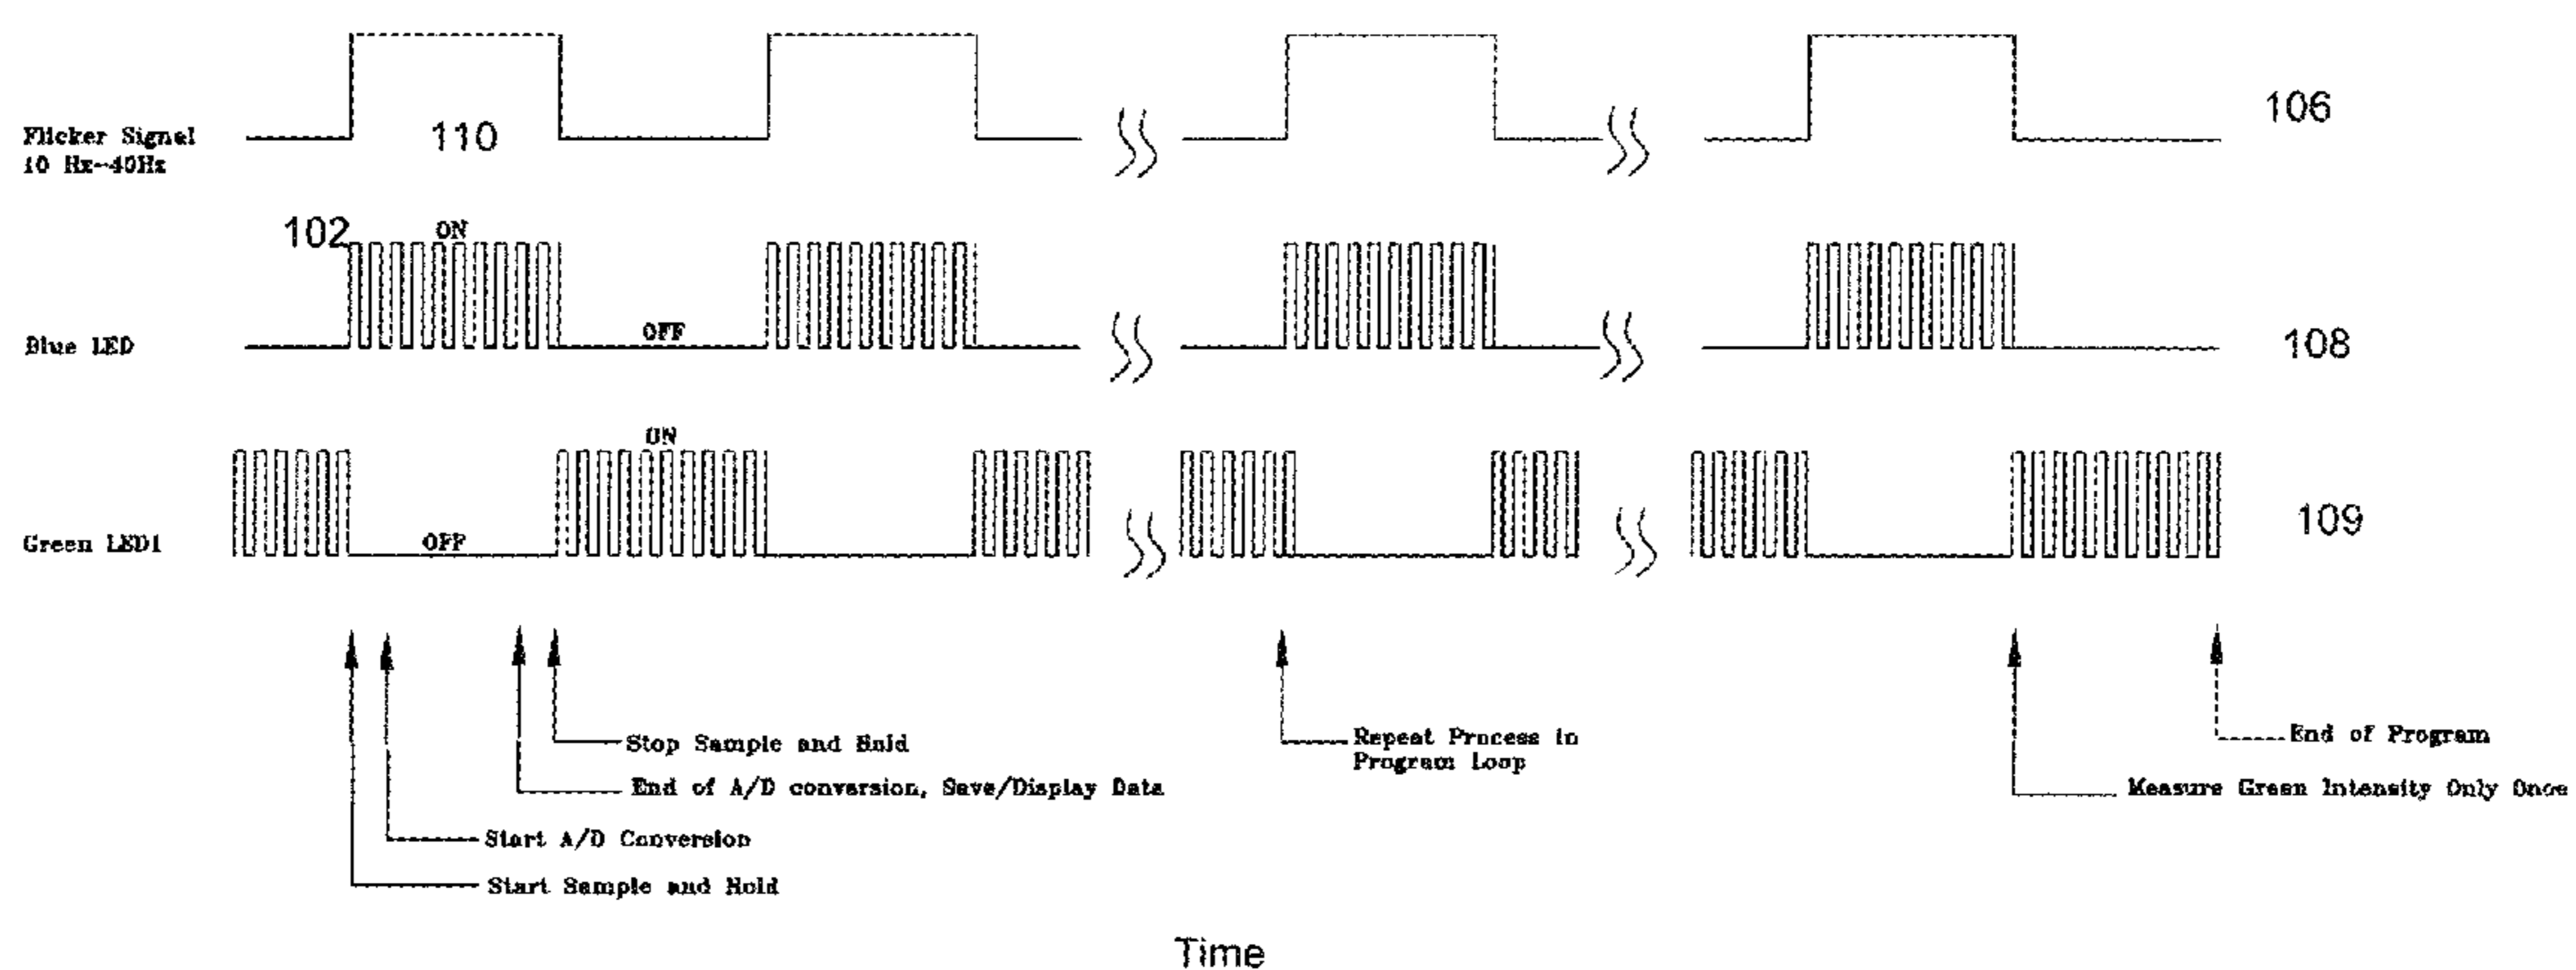 106
Flicker Signal
10 Hz~40Hz
110
102
ON
OFF
Blue LED
108
ON
OFF
Green LED1
109
Stop Sample and Hold
End of A/D conversion, Save/Display Data
Start A/D Conversion
Start Sample and Hold
Repeat Process in
Program Loop
End of Program
Measure Green Intensity Only Once
Time